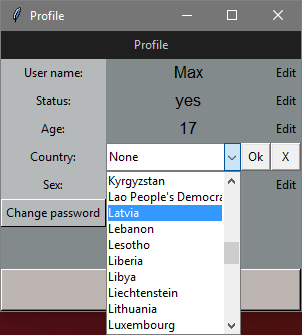 Profile
Profile
User name: Max Edit
Status: yes Edit
Age: 17 Edit
Country: None Ok X
Sex: Edit
Change password
Kyrgyzstan
Lao People's Democra
Latvia
Lebanon
Lesotho
Liberia
Libya
Liechtenstein
Lithuania
Luxembourg